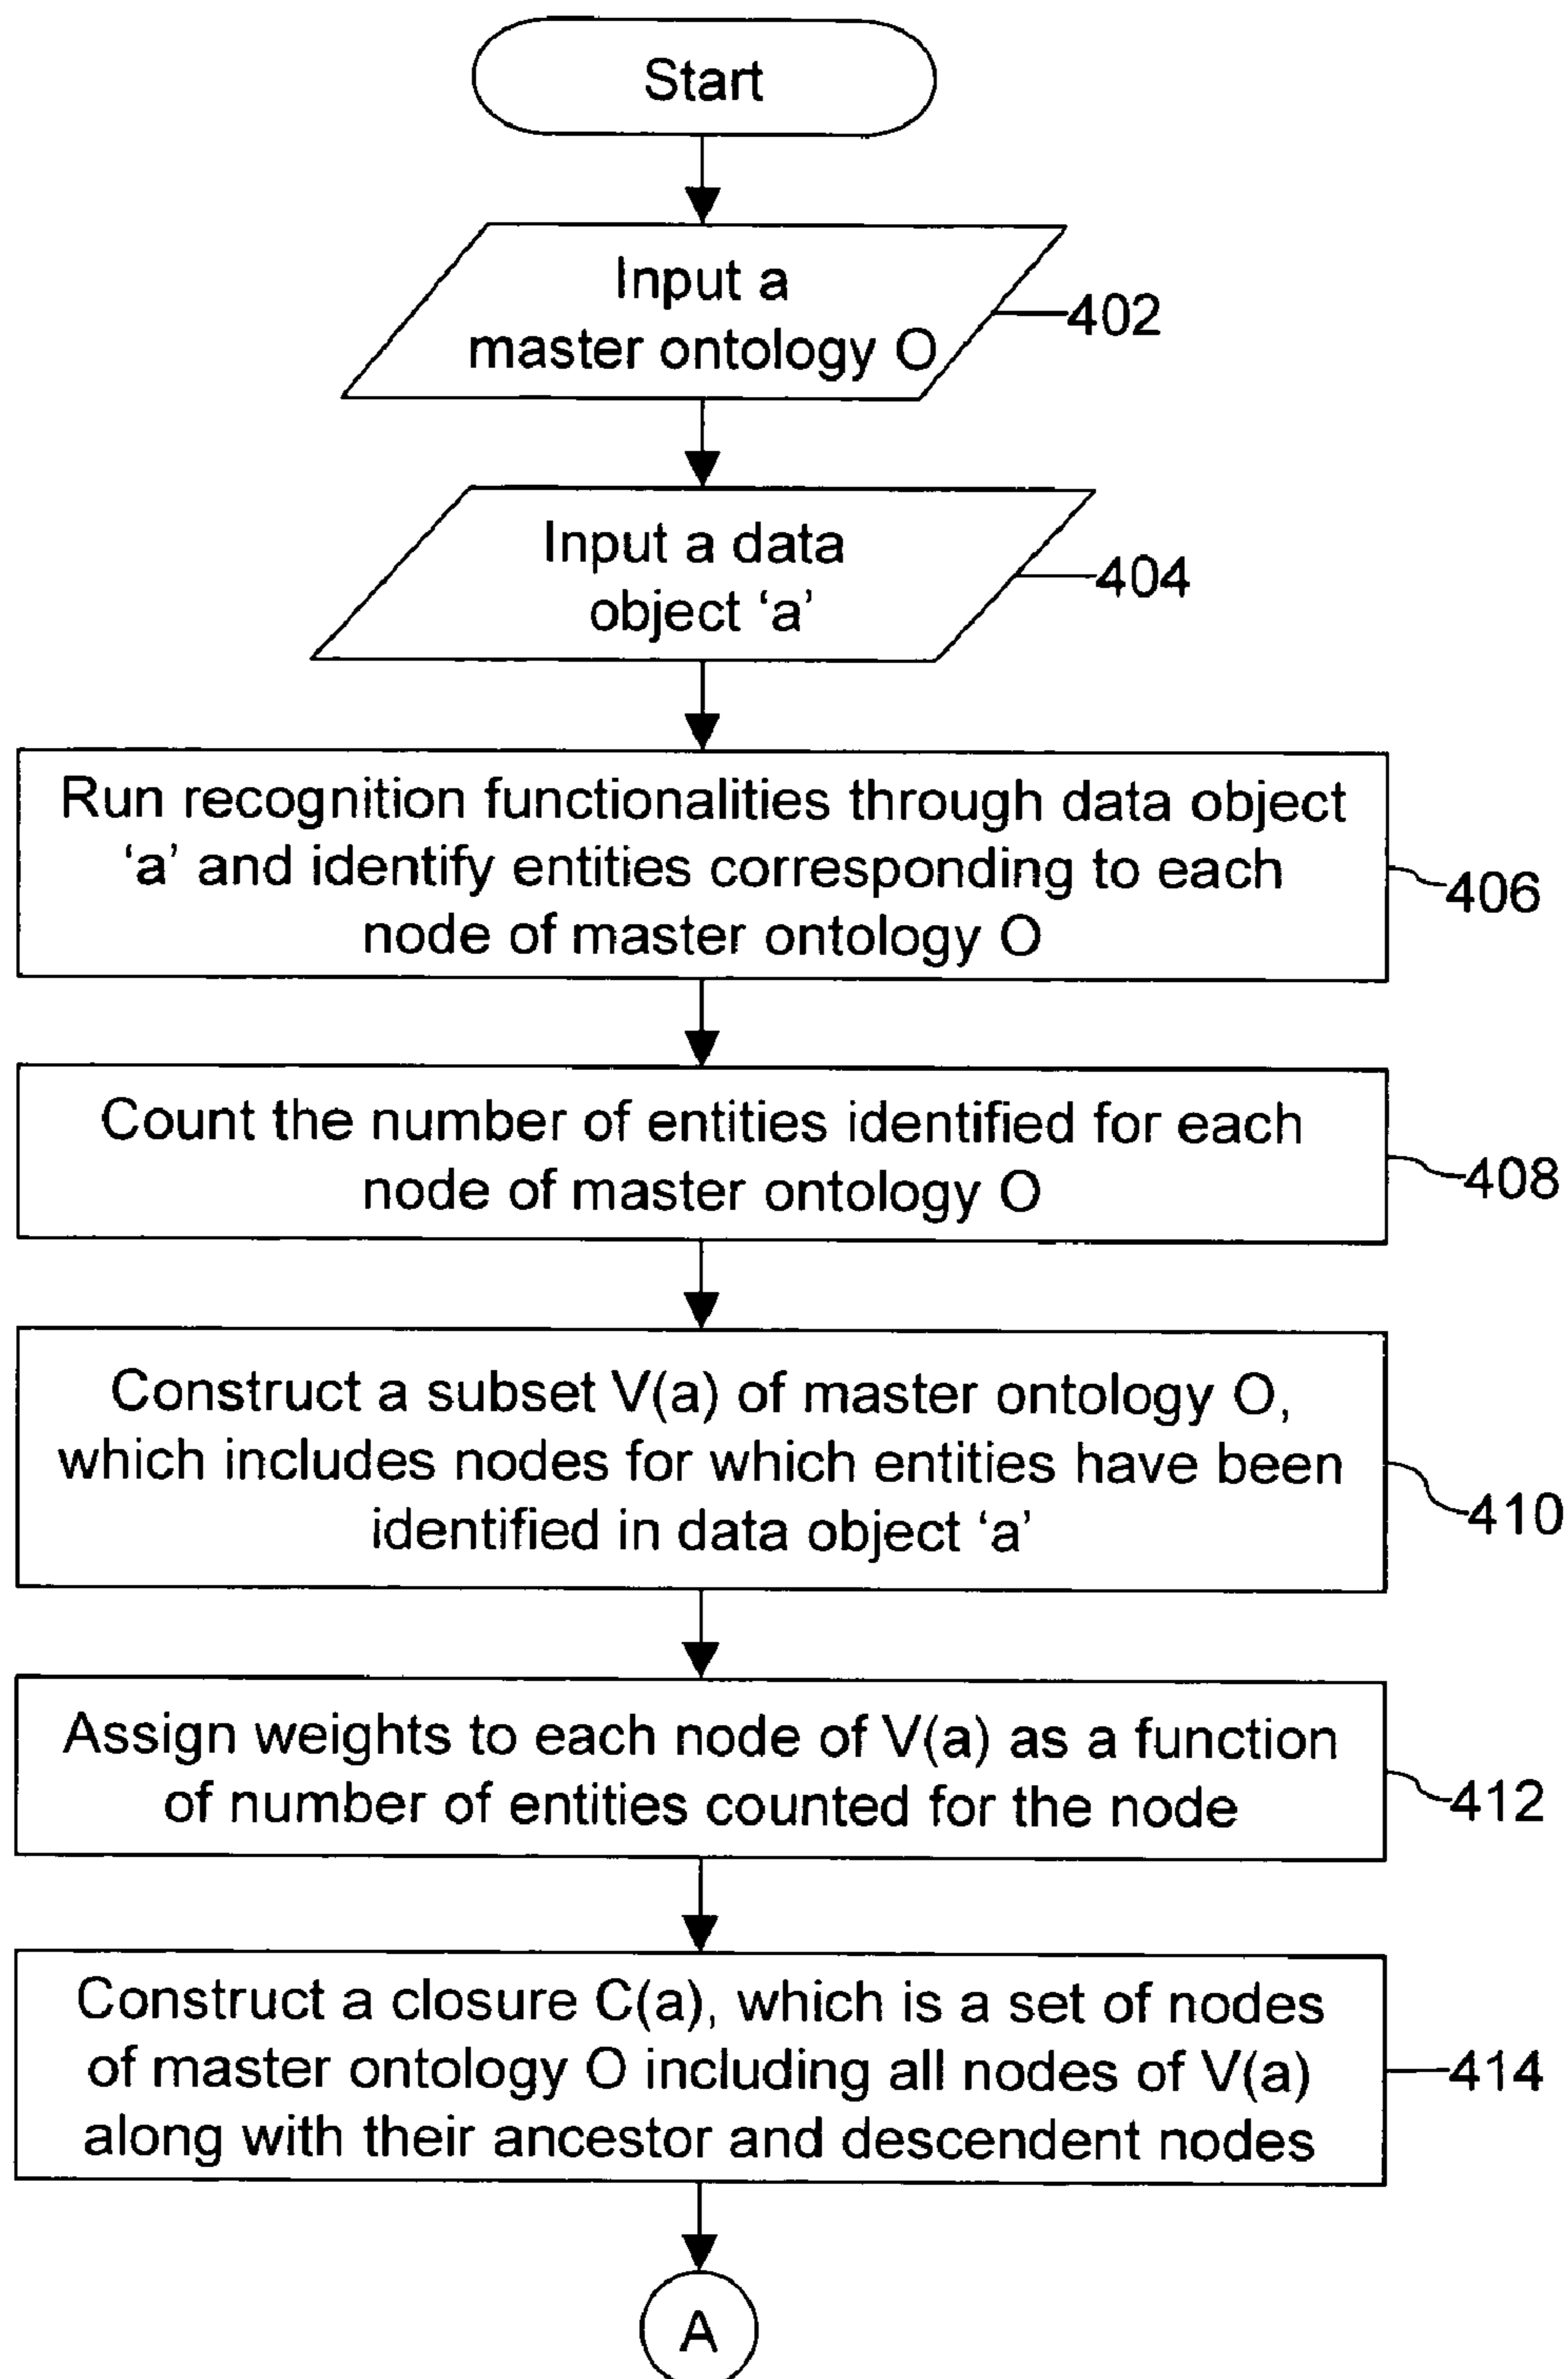 Start
Input a
master ontology O
402
Input a data
object ‘a’
404
Run recognition functionalities through data object
‘a’ and identify entities corresponding to each
node of master ontology O
406
Count the number of entities identified for each
node of master ontology O
408
Construct a subset V(a) of master ontology O,
which includes nodes for which entities have been
identified in data object ‘a’
410
Assign weights to each node of V(a) as a function
of number of entities counted for the node
412
Construct a closure C(a), which is a set of nodes
of master ontology O including all nodes of V(a)
along with their ancestor and descendent nodes
414
A